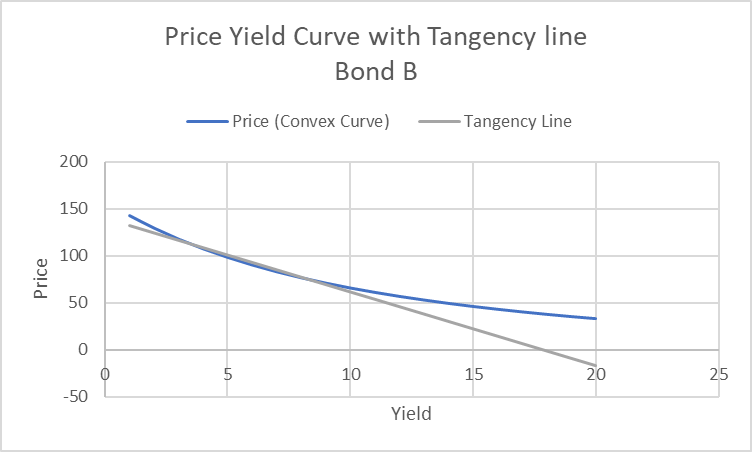 Price Yield Curve with Tangency line
Bond B
Price (Convex Curve) Tangency Line
200
150
100
50
0
-50
Price
0 5 10 15 20 25
Yield